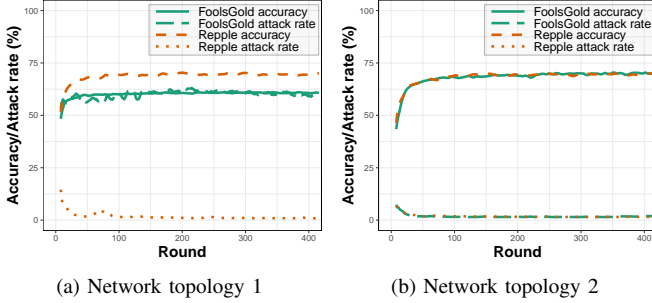 Accuracy/Attack rate (%)
100
75
50
25
0
FoolsGold accuracy
FoolsGold attack rate
Repple accuracy
Repple attack rate
0 100 200 300 400
Round
(a) Network topology 1
Accuracy/Attack rate (%)
100
75
50
25
0
FoolsGold accuracy
FoolsGold attack rate
Repple accuracy
Repple attack rate
0 100 200 300 400
Round
(b) Network topology 2